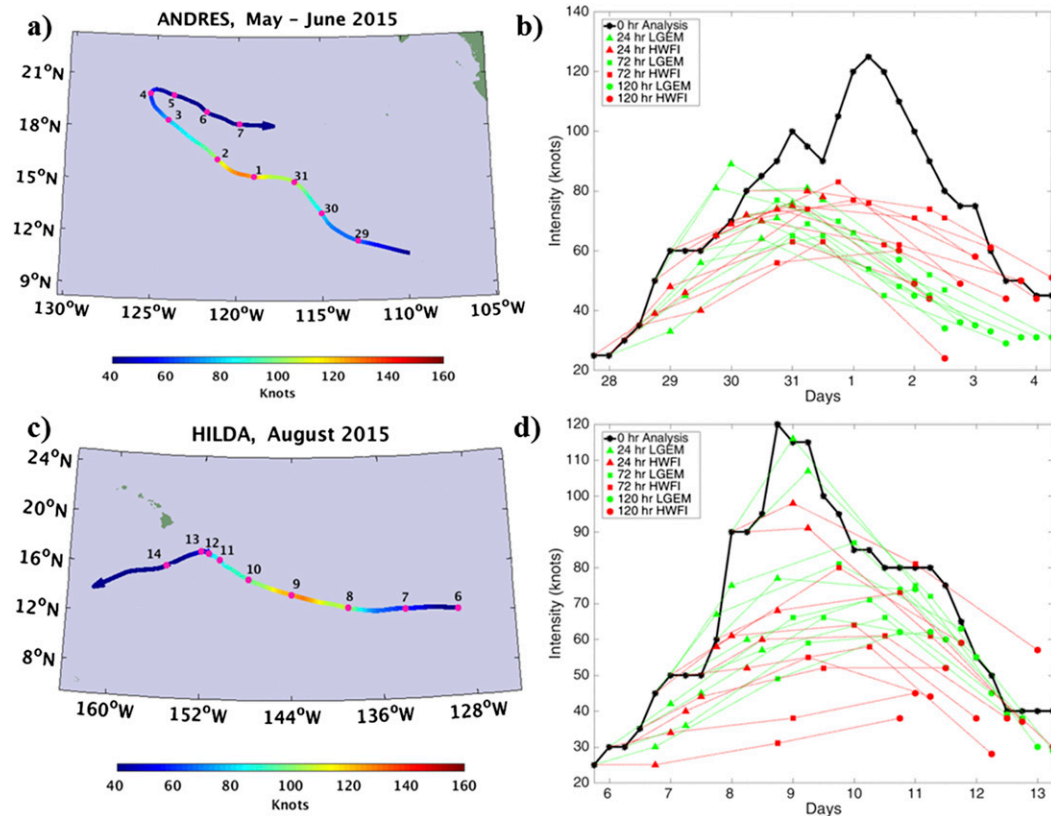 a)
ANDRES, May – June 2015
21°N
18°N
15°N
12°N
9°N
4
5
6
7
3
2
1
31
30
29
130°W 125°W 120°W 115°W 110°W 105°W
40 60 80 100 120 140 160
Knots
b)
140
120
100
80
60
40
20
Intensity (knots)
0 hr Analysis
24 hr LGEM
24 hr HWFI
72 hr LGEM
72 hr HWFI
120 hr LGEM
120 hr HWFI
28 29 30 31 1 2 3 4
Days
c)
HILDA, August 2015
24°N
20°N
16°N
12°N
8°N
14
13
12
11
10
9
8
7
6
160°W 152°W 144°W 136°W 128°W
40 60 80 100 120 140 160
Knots
d)
120
110
100
90
80
70
60
50
40
30
20
Intensity (knots)
0 hr Analysis
24 hr LGEM
24 hr HWFI
72 hr LGEM
72 hr HWFI
120 hr LGEM
120 hr HWFI
6 7 8 9 10 11 12 13
Days